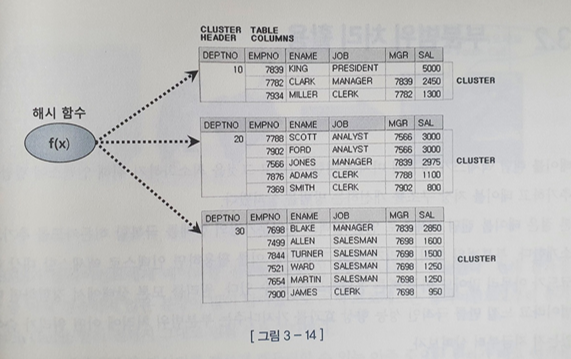 CLUSTER HEADER TABLE COLUMNS
DEPTNO EMPNO ENAME JOB MGR SAL
10 7839 KING PRESIDENT 5000
7782 CLARK MANAGER 7839 2450
7934 MILLER CLERK 7782 1300
CLUSTER
해시 함수
f(x)
DEPTNO EMPNO ENAME JOB MGR SAL
20 7788 SCOTT ANALYST 7566 3000
7902 FORD ANALYST 7566 3000
7566 JONES MANAGER 7839 2975
7876 ADAMS CLERK 7788 1100
7369 SMITH CLERK 7902 800
CLUSTER
DEPTNO EMPNO ENAME JOB MGR SAL
30 7698 BLAKE MANAGER 7839 2850
7499 ALLEN SALESMAN 7698 1600
7844 TURNER SALESMAN 7698 1500
7521 WARD SALESMAN 7698 1250
7654 MARTIN SALESMAN 7698 1250
7900 JAMES CLERK 7698 950
CLUSTER
[ 그림 3 - 14 ]